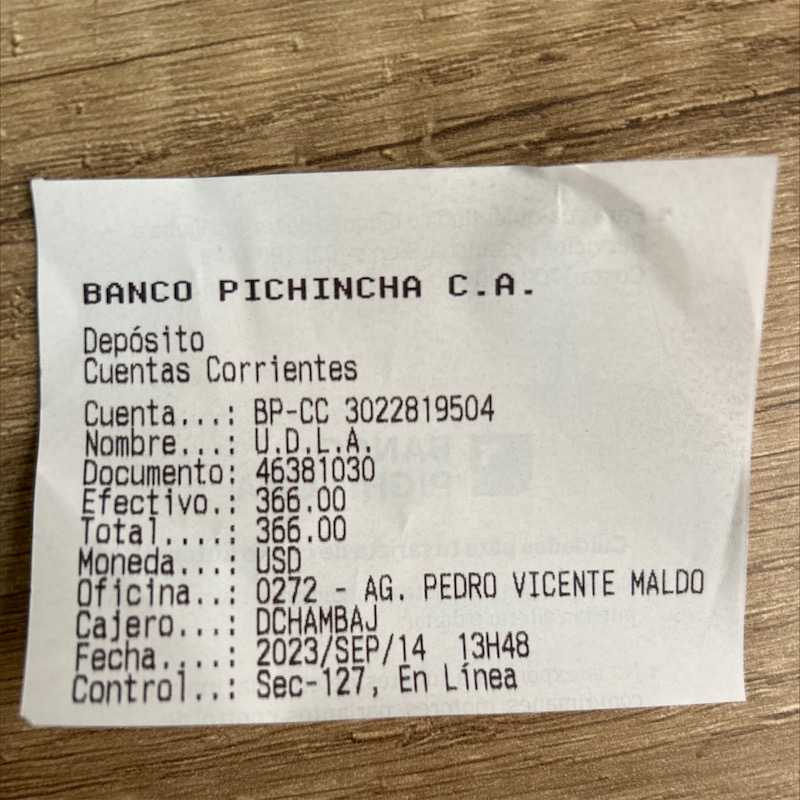 BANCO PICHINCHA C.A.
Depósito
Cuentas Corrientes
Cuenta...: BP-CC 3022819504
Nombre...: U.D.L.A.
Documento: 46381030
Efectivo.: 366.00
Total....: 366.00
Moneda...: USD
Oficina..: 0272 - AG. PEDRO VICENTE MALDO
Cajero...: DCHAMBAJ
Fecha....: 2023/SEP/14 13H48
Control..: Sec-127, En Línea